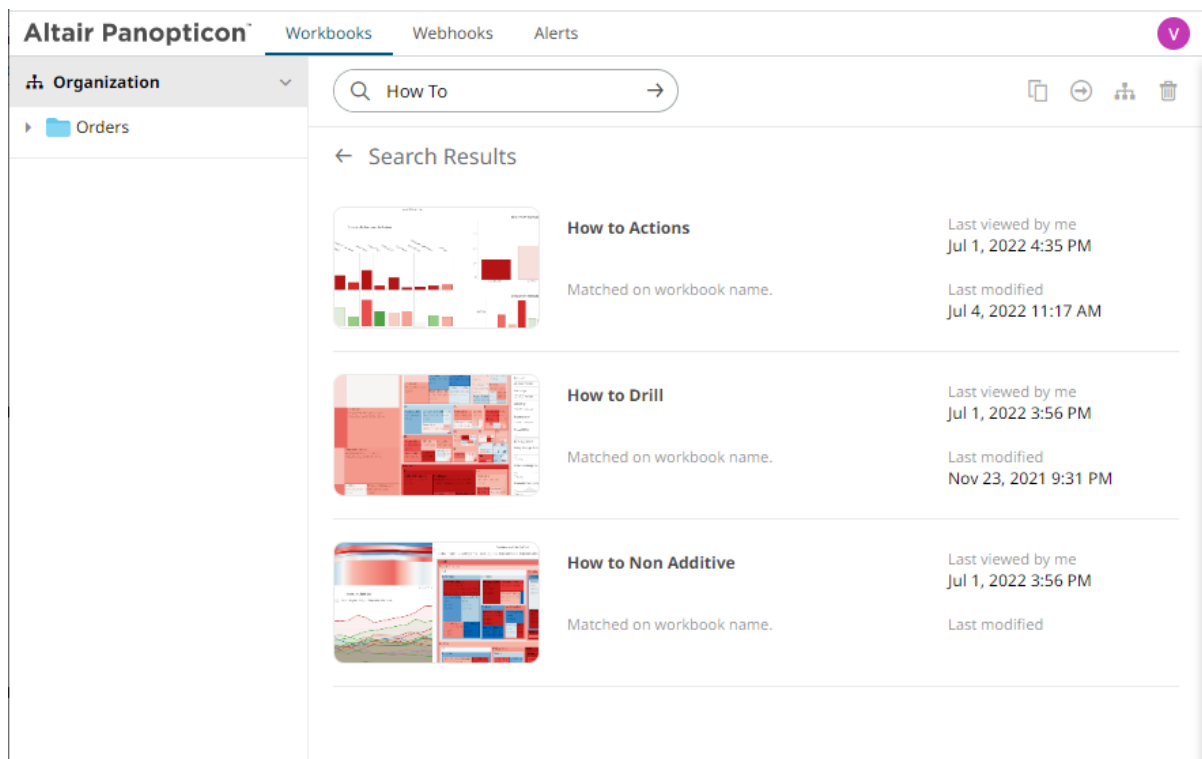 Altair Panopticon™
Workbooks
Webhooks
Alerts
V
Organization
Orders
How To
Search Results
How to Actions
Matched on workbook name.
Last viewed by me
Jul 1, 2022 4:35 PM
Last modified
Jul 4, 2022 11:17 AM
How to Drill
Matched on workbook name.
Last viewed by me
Jul 1, 2022 3:56 PM
Last modified
Nov 23, 2021 9:31 PM
How to Non Additive
Matched on workbook name.
Last viewed by me
Jul 1, 2022 3:56 PM
Last modified